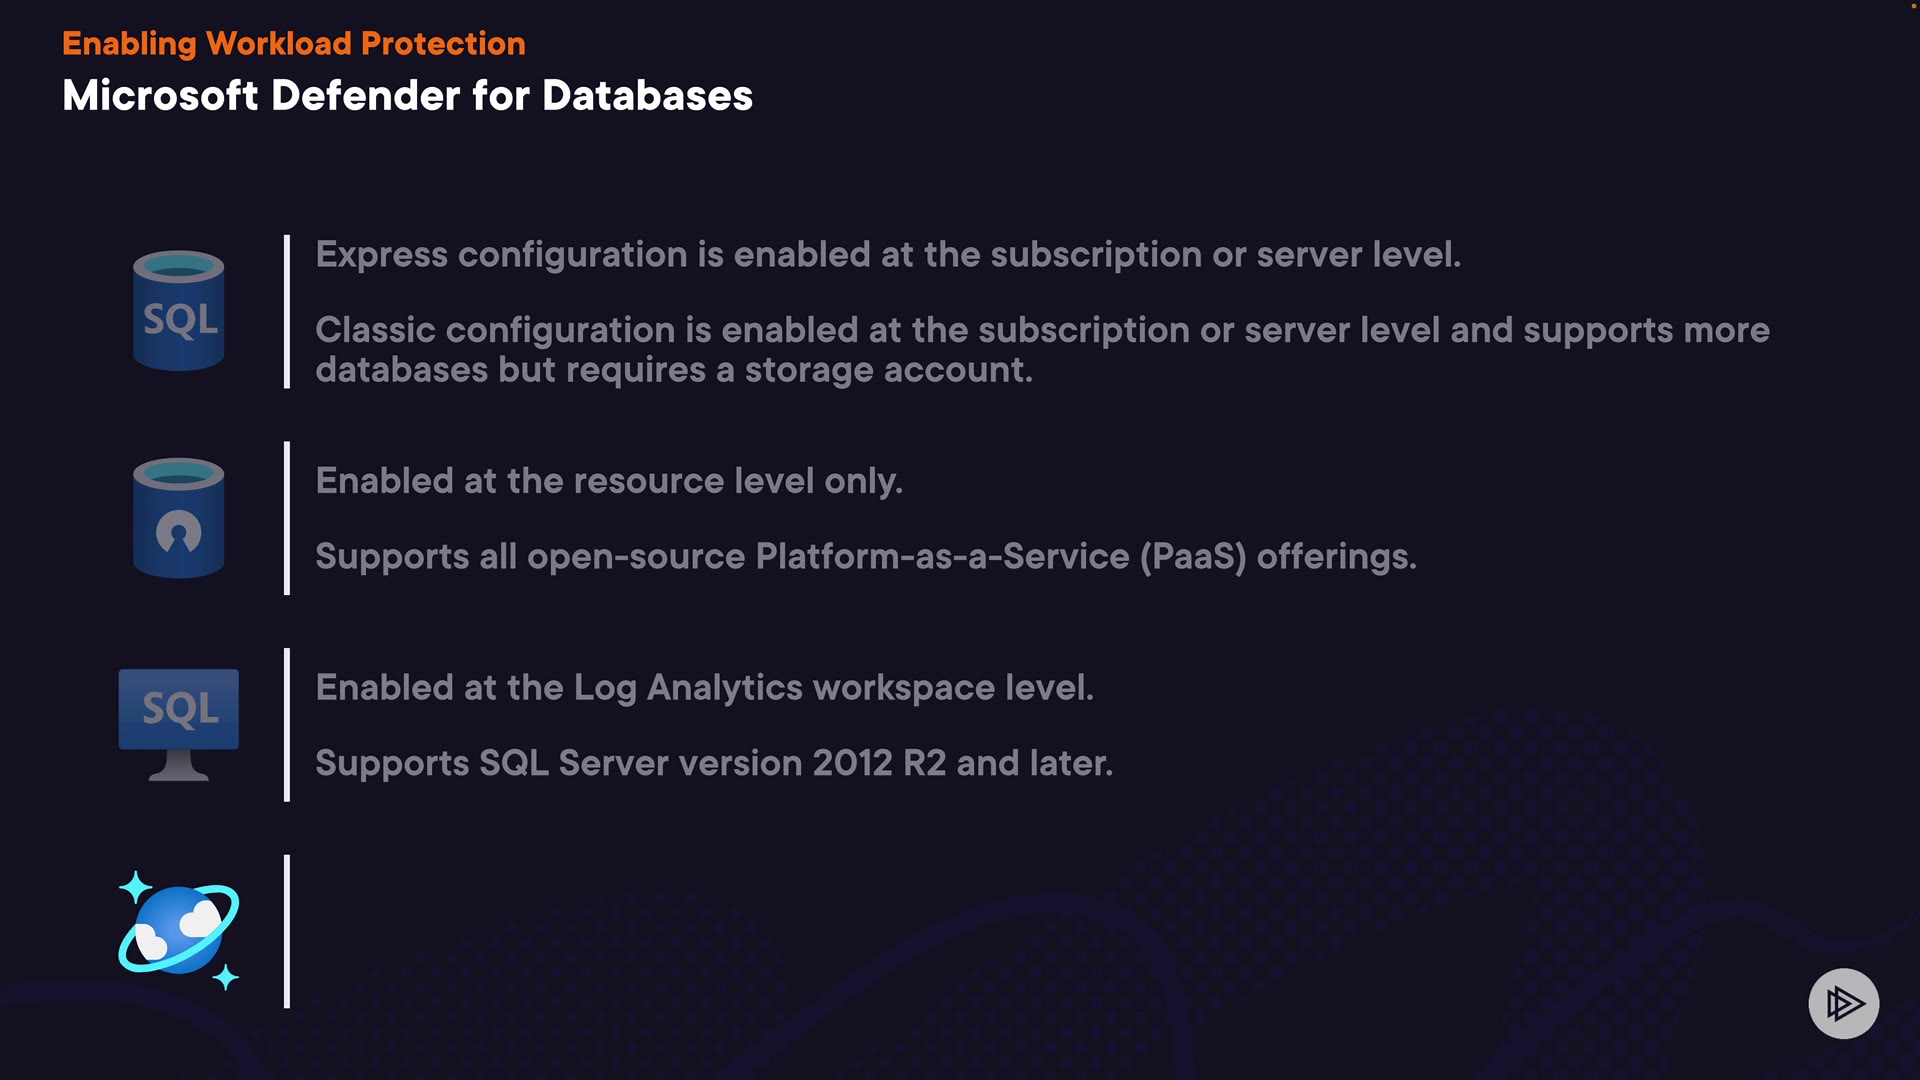 Enabling Workload Protection
Microsoft Defender for Databases
Express configuration is enabled at the subscription or server level.
SQL
Classic configuration is enabled at the subscription or server level and supports more
databases but requires a storage account.
Enabled at the resource level only.
Supports all open-source Platform-as-a-Service (PaaS) offerings.
Enabled at the Log Analytics workspace level.
SQL
Supports SQL Server version 2012 R2 and later.